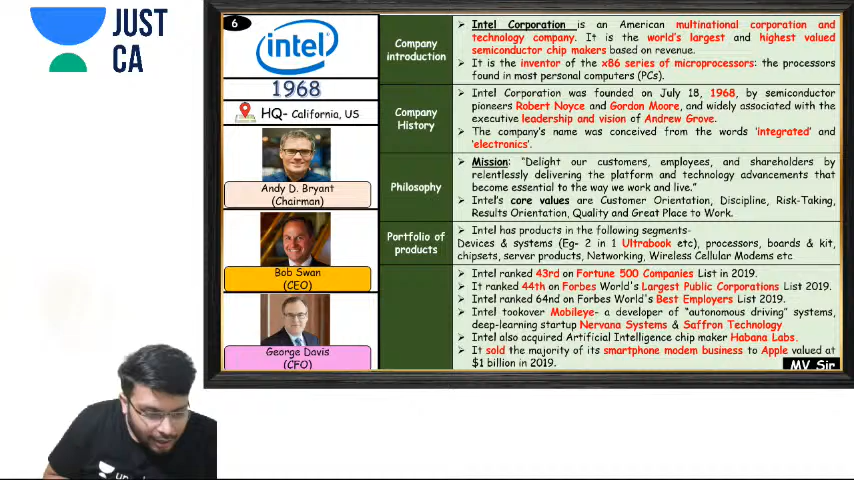 JUST
CA
6
intel
1968
HQ- California, US
Andy D. Bryant
(Chairman)
Bob Swan
(CEO)
George Davis
(CFO)
Company
introduction
➢ Intel Corporation is an American multinational corporation and
technology company. It is the world's largest and highest valued
semiconductor chip makers based on revenue.
➢ It is the inventor of the x86 series of microprocessors: the processors
found in most personal computers (PCs).
Company
History
➢ Intel Corporation was founded on July 18, 1968, by semiconductor
pioneers Robert Noyce and Gordon Moore, and widely associated with the
executive leadership and vision of Andrew Grove.
➢ The company's name was conceived from the words 'integrated' and
'electronics'.
Philosophy
➢ Mission: "Delight our customers, employees, and shareholders by
relentlessly delivering the platform and technology advancements that
become essential to the way we work and live."
➢ Intel's core values are Customer Orientation, Discipline, Risk-Taking,
Results Orientation, Quality and Great Place to Work.
Portfolio of
products
➢ Intel has products in the following segments-
Devices & systems (Eg- 2 in 1 Ultrabook etc), processors, boards & kit,
chipsets, server products, Networking, Wireless Cellular Modems etc
➢ Intel ranked 43rd on Fortune 500 Companies List in 2019.
➢ It ranked 44th on Forbes World's Largest Public Corporations List 2019.
➢ Intel ranked 64nd on Forbes World's Best Employers List 2019.
➢ Intel tookover Mobileye- a developer of "autonomous driving" systems,
deep-learning startup Nervana Systems & Saffron Technology
➢ Intel also acquired Artificial Intelligence chip maker Habana Labs.
➢ It sold the majority of its smartphone modem business to Apple valued at
$1 billion in 2019.
MV Sir